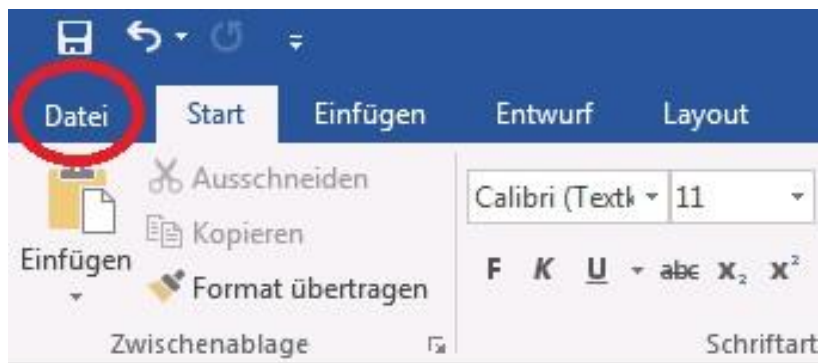 Datei Start Einfügen Entwurf Layout
Ausschneiden
Calibri (Textk 11
Kopieren
Einfügen
F K U abc X₂ X²
Format übertragen
Zwischenablage Schriftart